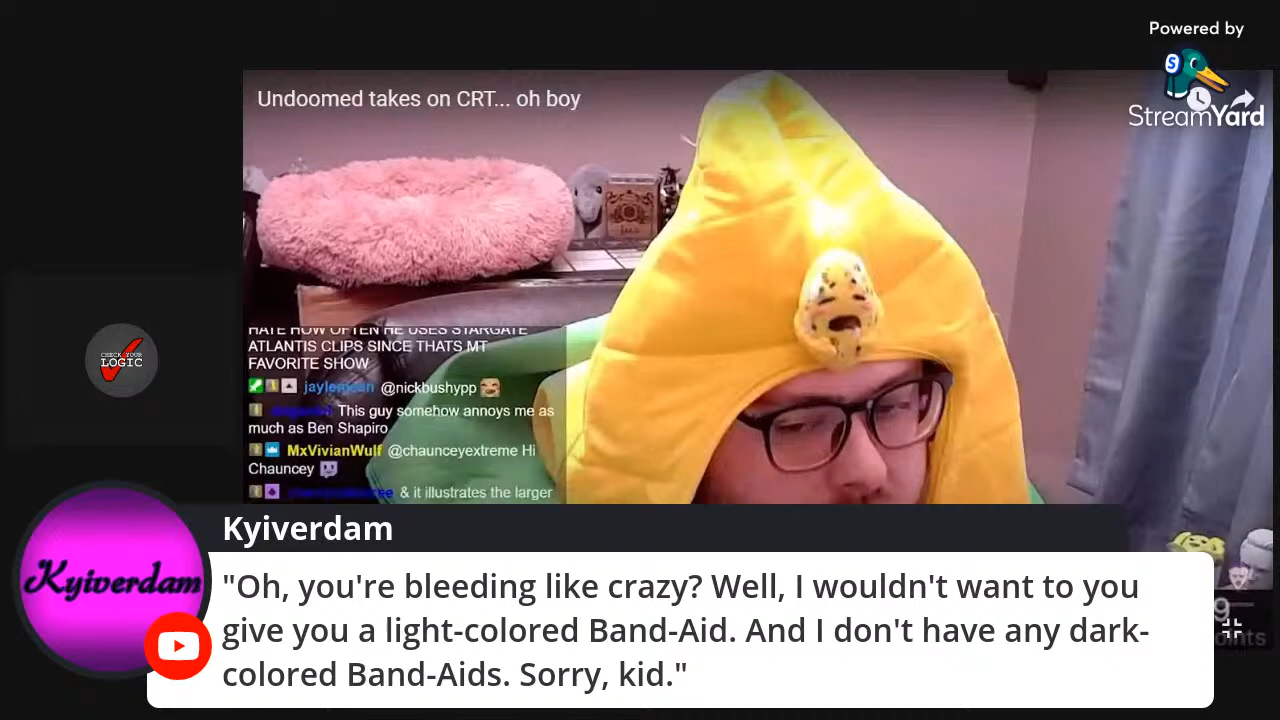 Powered by
StreamYard
Undoomed takes on CRT... oh boy
HATE HOW OFTEN HE USES STARGATE
ATLANTIS CLIPS SINCE THATS MT
FAVORITE SHOW
@nickbushypp
This guy somehow annoys me as
much as Ben Shapiro
MxVivianWulf @chaunceyextreme Hi
Chauncey
& it illustrates the larger
CHECK YOUR
LOGIC
Kyiverdam
Kyiverdam
"Oh, you're bleeding like crazy? Well, I wouldn't want to you
give you a light-colored Band-Aid. And I don't have any dark-
colored Band-Aids. Sorry, kid."